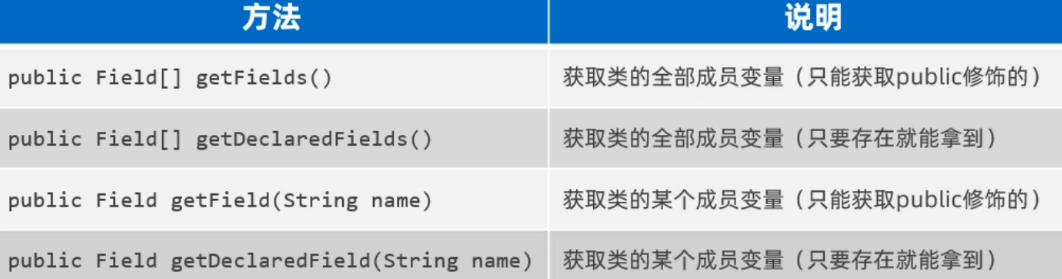 方法 说明
public Field[] getFields() 获取类的全部成员变量（只能获取public修饰的）
public Field[] getDeclaredFields() 获取类的全部成员变量（只要存在就能拿到）
public Field getField(String name) 获取类的某个成员变量（只能获取public修饰的）
public Field getDeclaredField(String name) 获取类的某个成员变量（只要存在就能拿到）